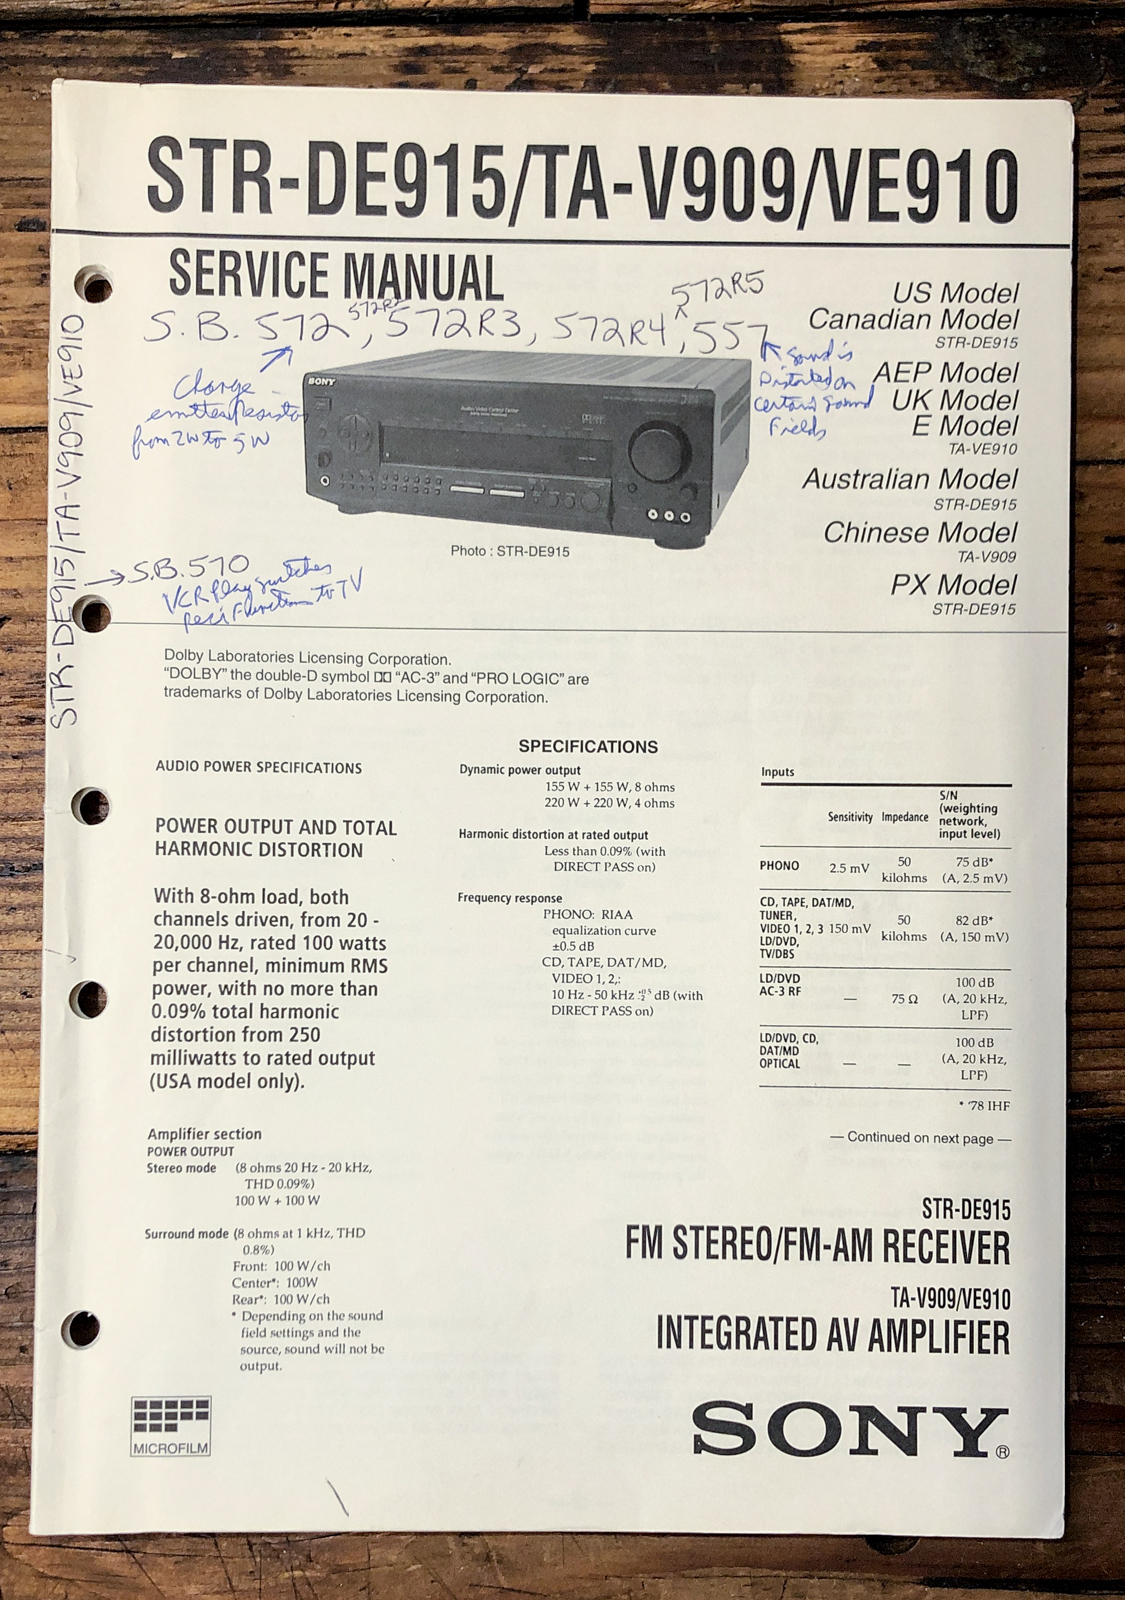 STR-DE915/TA-V909/VE910
SERVICE MANUAL
572R5
S.B. 572 572R2, 572R3, 572R4, 557
Change
emitter resistor
from 2W to 5W
Sound is
Distorted on
certain sound
Fields
US Model
Canadian Model
STR-DE915
AEP Model
UK Model
E Model
TA-VE910
Australian Model
STR-DE915
Chinese Model
TA-V909
PX Model
STR-DE915
SONY
Photo : STR-DE915
S.B. 570
VCR Play switches
Function to TV
STR-DE915/TA-V909/VE910
Dolby Laboratories Licensing Corporation.
“DOLBY” the double-D symbol “AC-3” and “PRO LOGIC” are
trademarks of Dolby Laboratories Licensing Corporation.
SPECIFICATIONS
AUDIO POWER SPECIFICATIONS
POWER OUTPUT AND TOTAL
HARMONIC DISTORTION
With 8-ohm load, both
channels driven, from 20 -
20,000 Hz, rated 100 watts
per channel, minimum RMS
power, with no more than
0.09% total harmonic
distortion from 250
milliwatts to rated output
(USA model only).
Amplifier section
POWER OUTPUT
Stereo mode (8 ohms 20 Hz - 20 kHz,
THD 0.09%)
100 W + 100 W
Surround mode (8 ohms at 1 kHz, THD
0.8%)
Front: 100 W/ch
Center*: 100W
Rear*: 100 W/ch
* Depending on the sound
field settings and the
source, sound will not be
output.
Dynamic power output
155 W + 155 W, 8 ohms
220 W + 220 W, 4 ohms
Harmonic distortion at rated output
Less than 0.09% (with
DIRECT PASS on)
Frequency response
PHONO: RIAA
equalization curve
±0.5 dB
CD, TAPE, DAT/MD,
VIDEO 1, 2,:
10 Hz - 50 kHz dB (with
DIRECT PASS on)
Inputs
Sensitivity Impedance S/N (weighting network, input level)
PHONO 2.5 mV 50 kilohms 75 dB* (A, 2.5 mV)
CD, TAPE, DAT/MD, TUNER, VIDEO 1, 2, 3 LD/DVD, TV/DBS 150 mV 50 kilohms 82 dB* (A, 150 mV)
LD/DVD AC-3 RF — 75 Ω 100 dB (A, 20 kHz, LPF)
LD/DVD, CD, DAT/MD OPTICAL — — 100 dB (A, 20 kHz, LPF)
* '78 IHF
— Continued on next page —
STR-DE915
FM STEREO/FM-AM RECEIVER
TA-V909/VE910
INTEGRATED AV AMPLIFIER
MICROFILM
SONY®